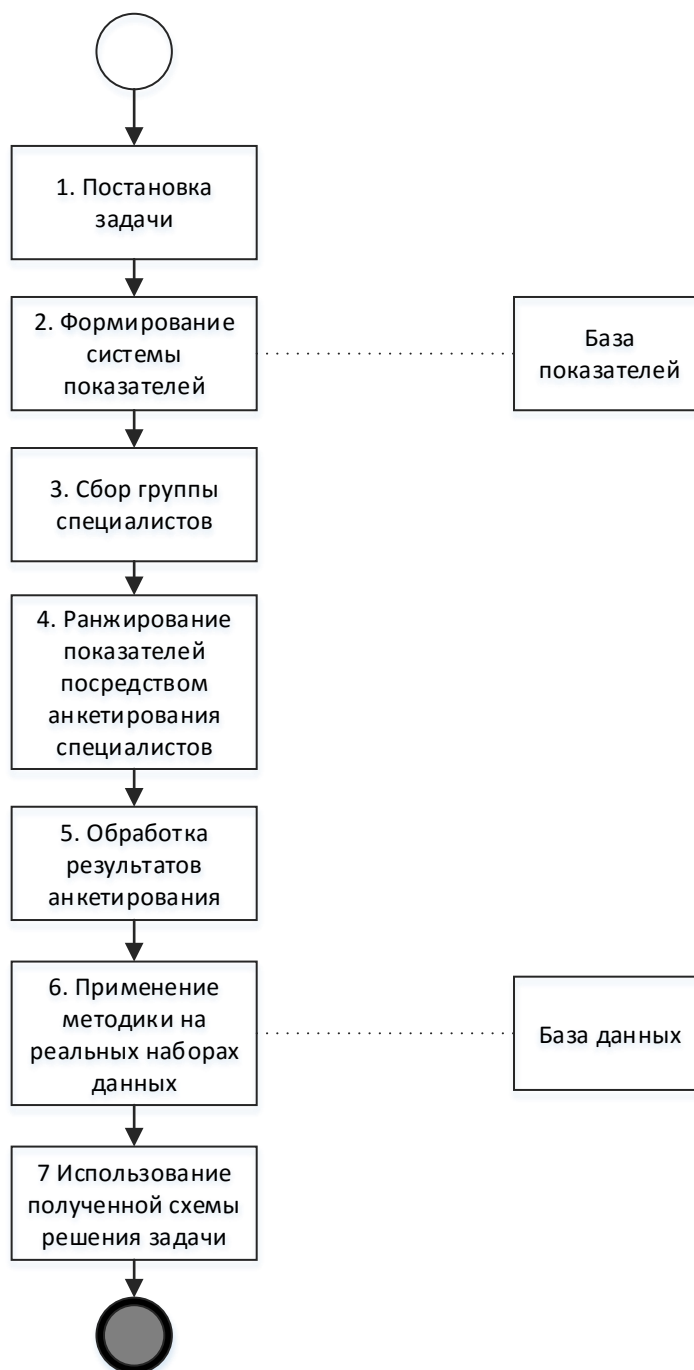 1. Постановка
задачи
2. Формирование
системы
показателей
База
показателей
3. Сбор группы
специалистов
4. Ранжирование
показателей
посредством
анкетирования
специалистов
5. Обработка
результатов
анкетирования
6. Применение
методики на
реальных наборах
данных
База данных
7 Использование
полученной схемы
решения задачи